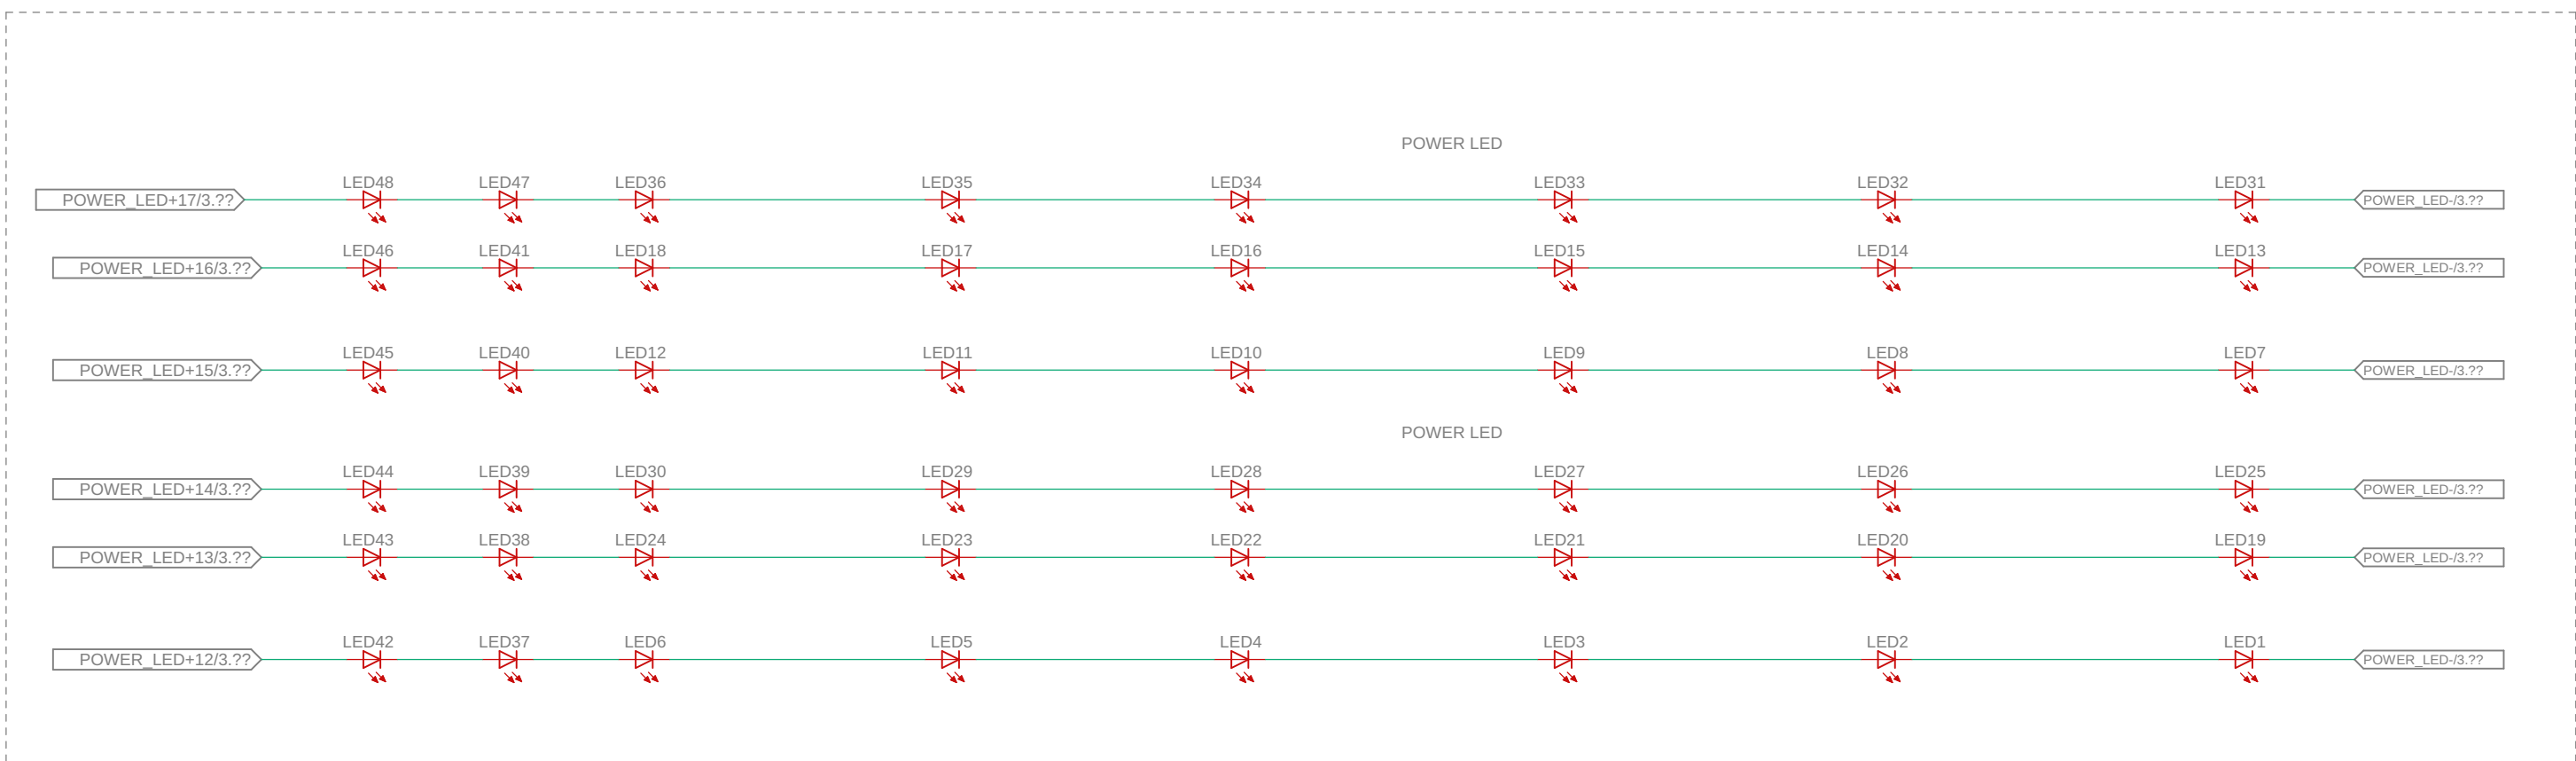 POWER LED
LED48 LED47 LED36 LED35 LED34 LED33 LED32 LED31
POWER_LED+17/3.?? POWER_LED-/3.??
LED46 LED41 LED18 LED17 LED16 LED15 LED14 LED13
POWER_LED+16/3.?? POWER_LED-/3.??
LED45 LED40 LED12 LED11 LED10 LED9 LED8 LED7
POWER_LED+15/3.?? POWER_LED-/3.??
POWER LED
LED44 LED39 LED30 LED29 LED28 LED27 LED26 LED25
POWER_LED+14/3.?? POWER_LED-/3.??
LED43 LED38 LED24 LED23 LED22 LED21 LED20 LED19
POWER_LED+13/3.?? POWER_LED-/3.??
LED42 LED37 LED6 LED5 LED4 LED3 LED2 LED1
POWER_LED+12/3.?? POWER_LED-/3.??